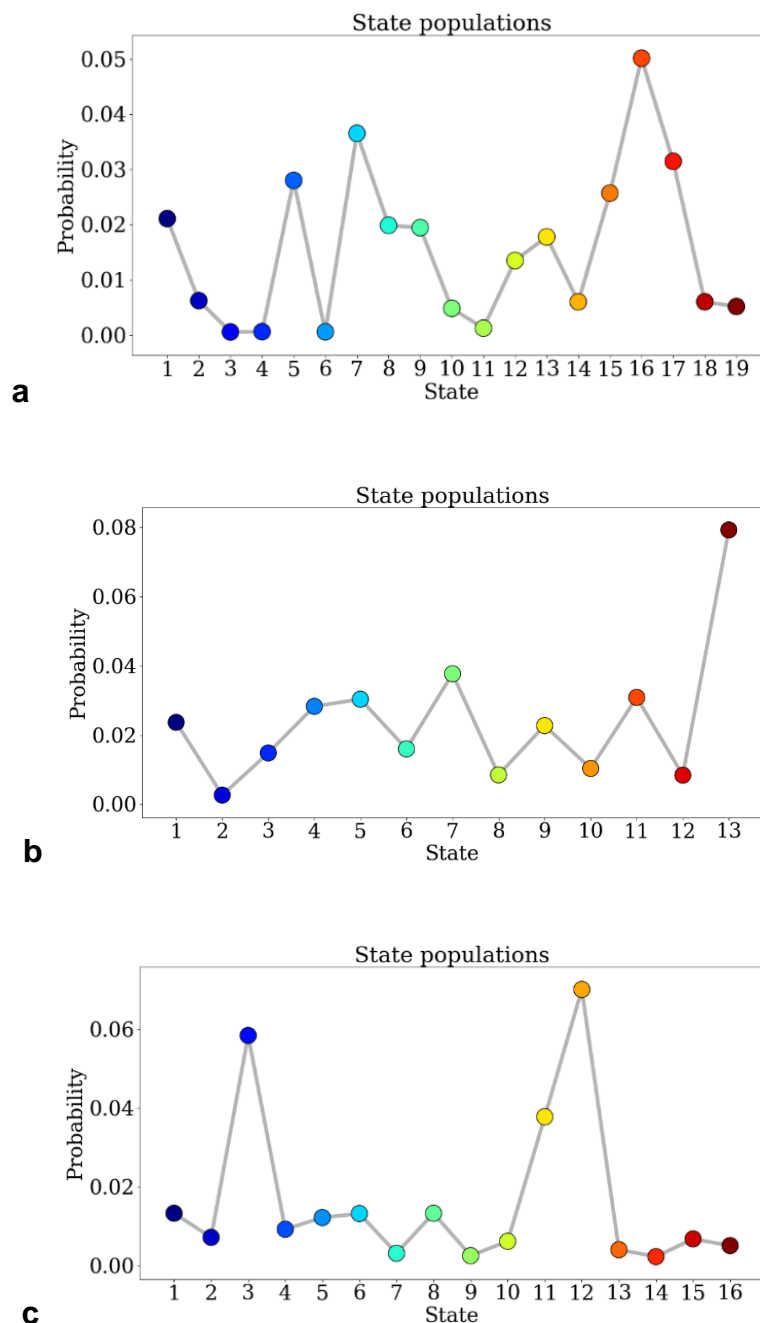 State populations
0.05
0.04
0.03
0.02
0.01
0.00
Probability
1 2 3 4 5 6 7 8 9 10 11 12 13 14 15 16 17 18 19
State
a
State populations
0.08
0.06
0.04
0.02
0.00
Probability
1 2 3 4 5 6 7 8 9 10 11 12 13
State
b
State populations
0.06
0.04
0.02
0.00
Probability
1 2 3 4 5 6 7 8 9 10 11 12 13 14 15 16
State
c